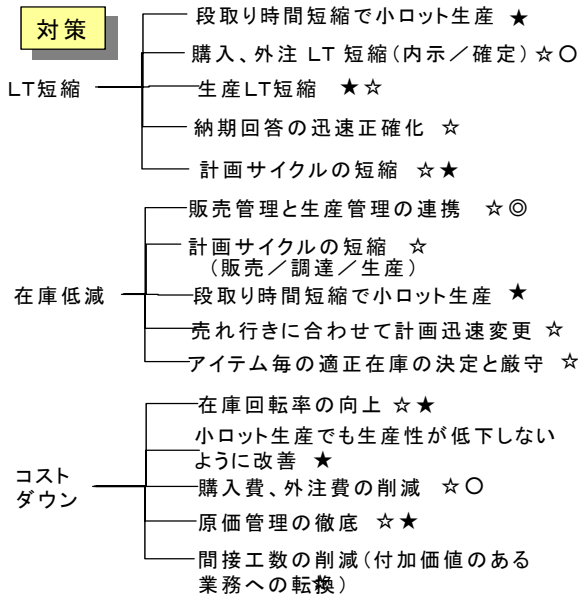 対策
段取り時間短縮で小ロット生産 ★
購入、外注 LT 短縮(内示／確定) ☆○
LT短縮
生産LT短縮 ★☆
納期回答の迅速正確化 ☆
計画サイクルの短縮 ☆★
販売管理と生産管理の連携 ☆◎
計画サイクルの短縮 ☆
(販売／調達／生産)
在庫低減
段取り時間短縮で小ロット生産 ★
売れ行きに合わせて計画迅速変更 ☆
アイテム毎の適正在庫の決定と厳守 ☆
在庫回転率の向上 ☆★
小ロット生産でも生産性が低下しない
ように改善 ★
コスト
ダウン
購入費、外注費の削減 ☆○
原価管理の徹底 ☆★
間接工数の削減(付加価値のある
業務への転換)